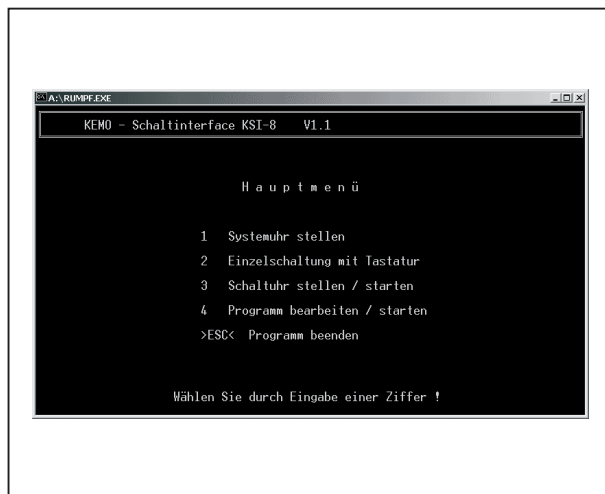 A:\RUMPF.EXE
KEMO - Schaltinterface KSI-8 V1.1
H a u p t m e n ü
1 Systemuhr stellen
2 Einzelschaltung mit Tastatur
3 Schaltuhr stellen / starten
4 Programm bearbeiten / starten
>ESC< Programm beenden
Wählen Sie durch Eingabe einer Ziffer !